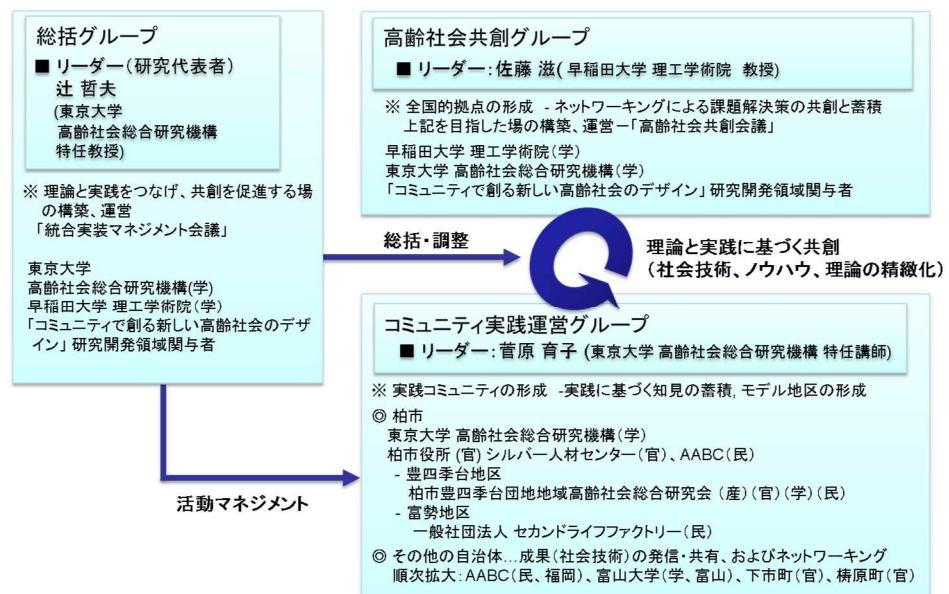 総括グループ
■ リーダー（研究代表者）
辻 哲夫
(東京大学
高齢社会総合研究機構
特任教授)
※ 理論と実践をつなげ、共創を促進する場
の構築、運営
「統合実装マネジメント会議」
東京大学
高齢社会総合研究機構(学)
早稲田大学 理工学術院（学）
「コミュニティで創る新しい高齢社会のデザ
イン」 研究開発領域関与者
高齢社会共創グループ
■ リーダー：佐藤 滋( 早稲田大学 理工学術院 教授)
※ 全国的拠点の形成 - ネットワーキングによる課題解決策の共創と蓄積
上記を目指した場の構築、運営－「高齢社会共創会議」
早稲田大学 理工学術院（学）
東京大学 高齢社会総合研究機構（学）
「コミュニティで創る新しい高齢社会のデザイン」 研究開発領域関与者
総括・調整
理論と実践に基づく共創
（社会技術、ノウハウ、理論の精緻化）
コミュニティ実践運営グループ
■ リーダー：菅原 育子 (東京大学 高齢社会総合研究機構 特任講師)
※ 実践コミュニティの形成 -実践に基づく知見の蓄積, モデル地区の形成
◎ 柏市
東京大学 高齢社会総合研究機構（学）
柏市役所 (官) シルバー人材センター（官）、AABC（民）
- 豊四季台地区
柏市豊四季台団地地域高齢社会総合研究会 （産）（官）（学）（民）
- 富勢地区
一般社団法人 セカンドライフファクトリー（民）
◎ その他の自治体…成果（社会技術）の発信・共有、およびネットワーキング
順次拡大：AABC（民、福岡）、富山大学（学、富山）、下市町（官）、梼原町（官）
活動マネジメント